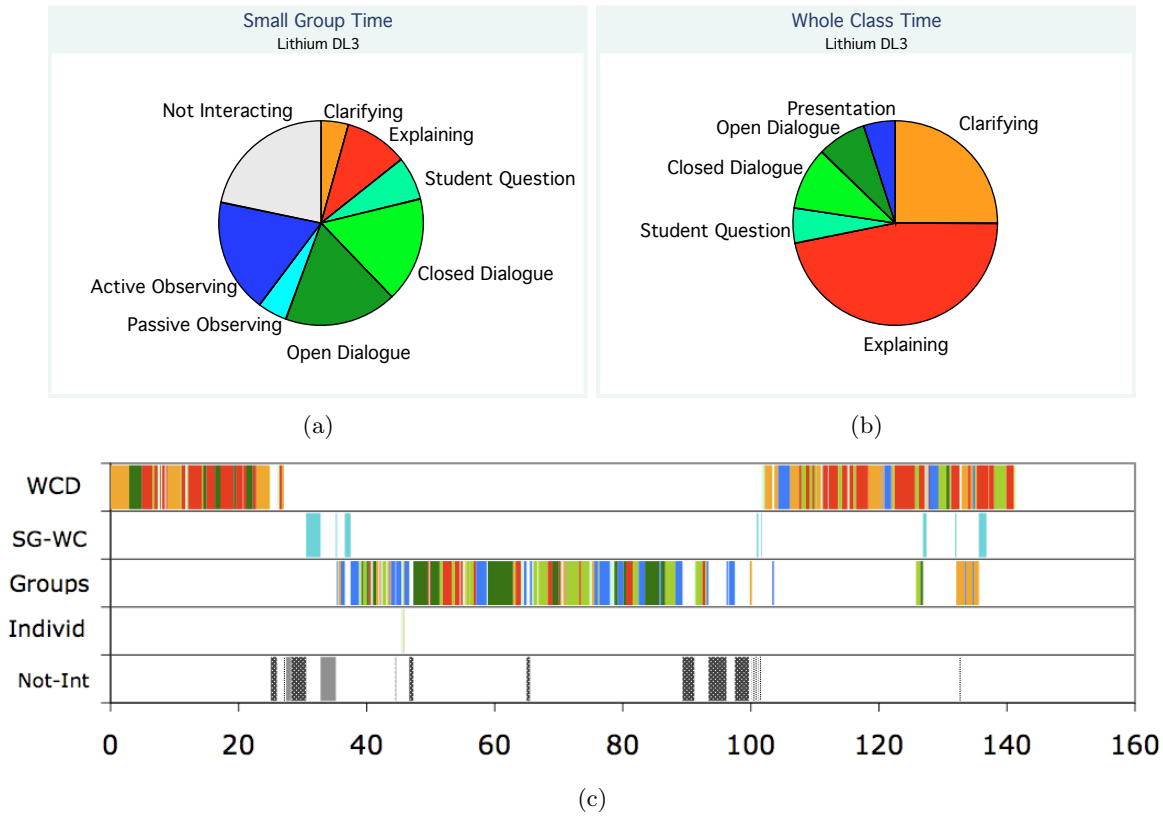 Small Group Time
Lithium DL3
Not Interacting
Clarifying
Explaining
Student Question
Closed Dialogue
Open Dialogue
Passive Observing
Active Observing
(a)
Whole Class Time
Lithium DL3
Presentation
Open Dialogue
Closed Dialogue
Student Question
Clarifying
Explaining
(b)
WCD
SG-WC
Groups
Individ
Not-Int
0 20 40 60 80 100 120 140 160
(c)